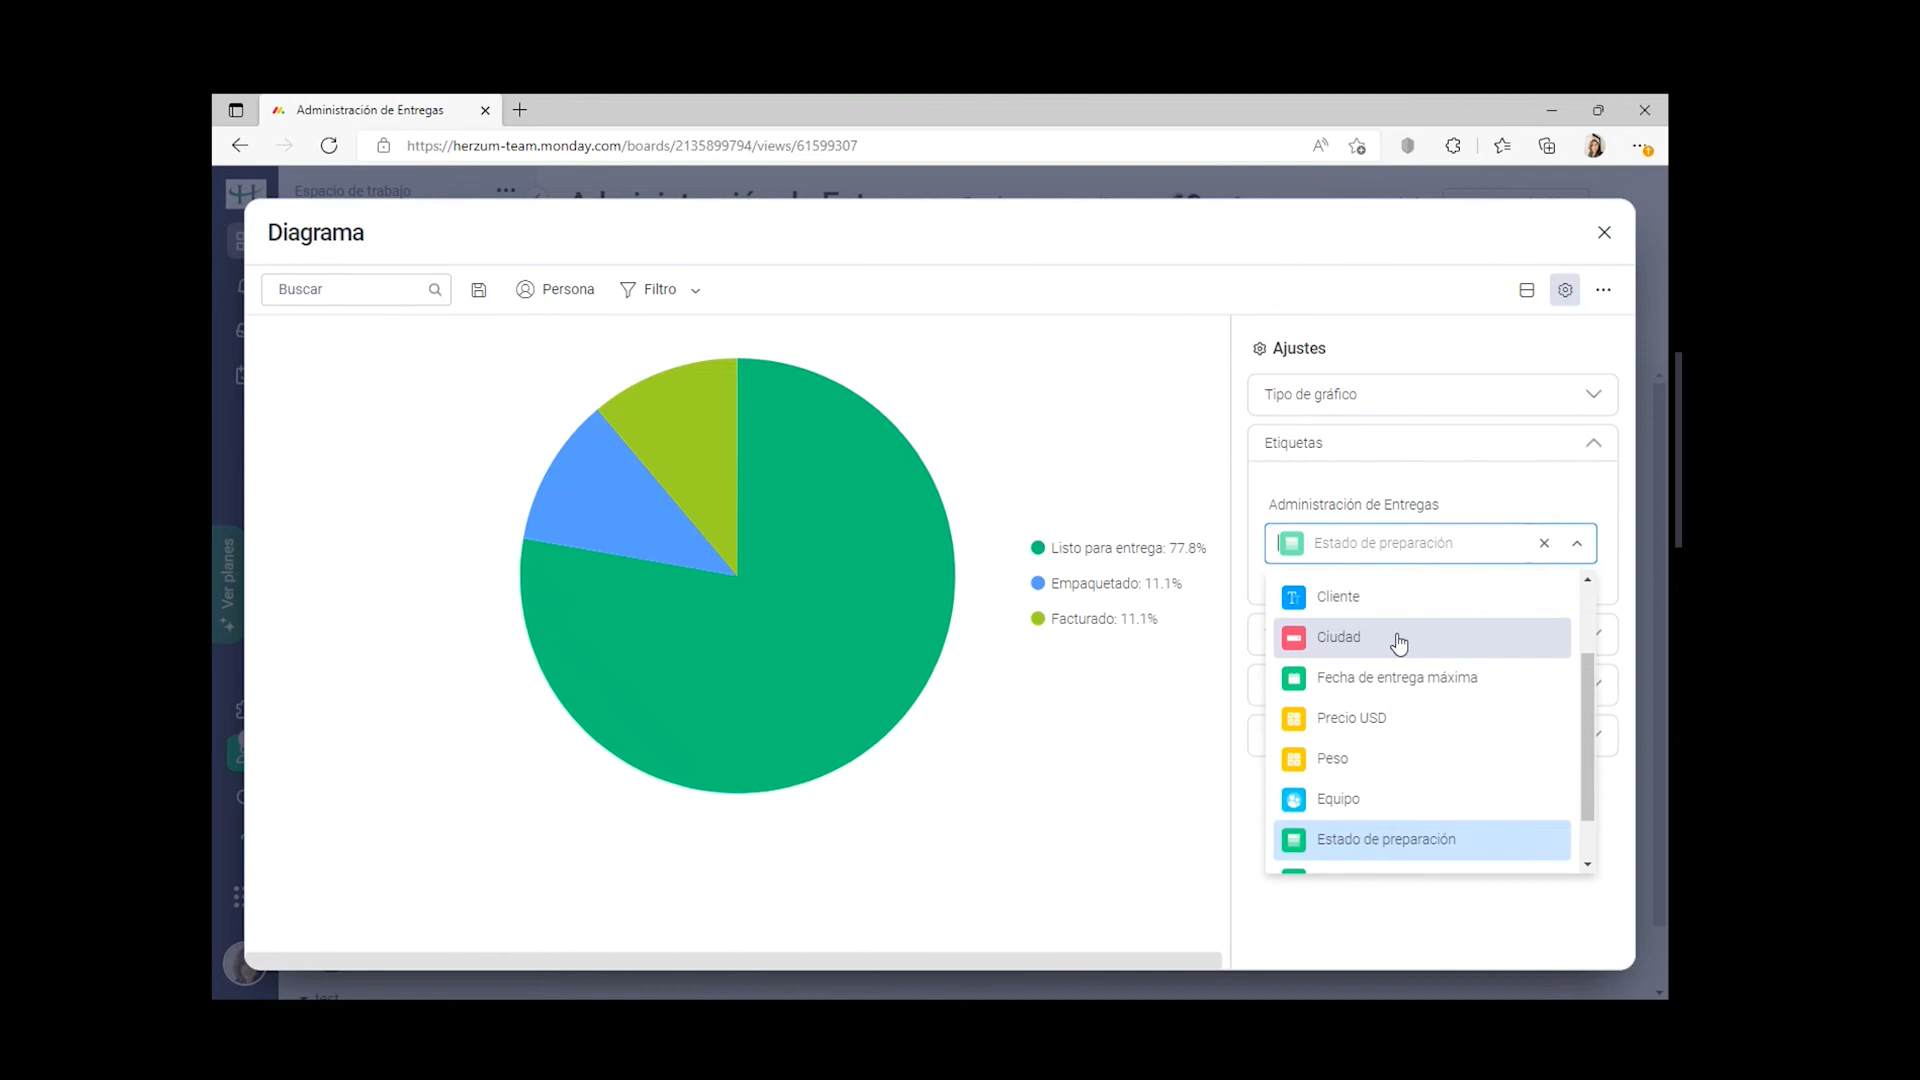 Administración de Entregas
https://herzum-team.monday.com/boards/2135899794/views/61599307
Espacio de trabajo
Diagrama
Buscar
Persona
Filtro
Ajustes
Tipo de gráfico
Etiquetas
Administración de Entregas
Estado de preparación
Listo para entrega: 77.8%
Empaquetado: 11.1%
Facturado: 11.1%
Cliente
Ciudad
Fecha de entrega máxima
Precio USD
Peso
Equipo
Estado de preparación
Ver planes